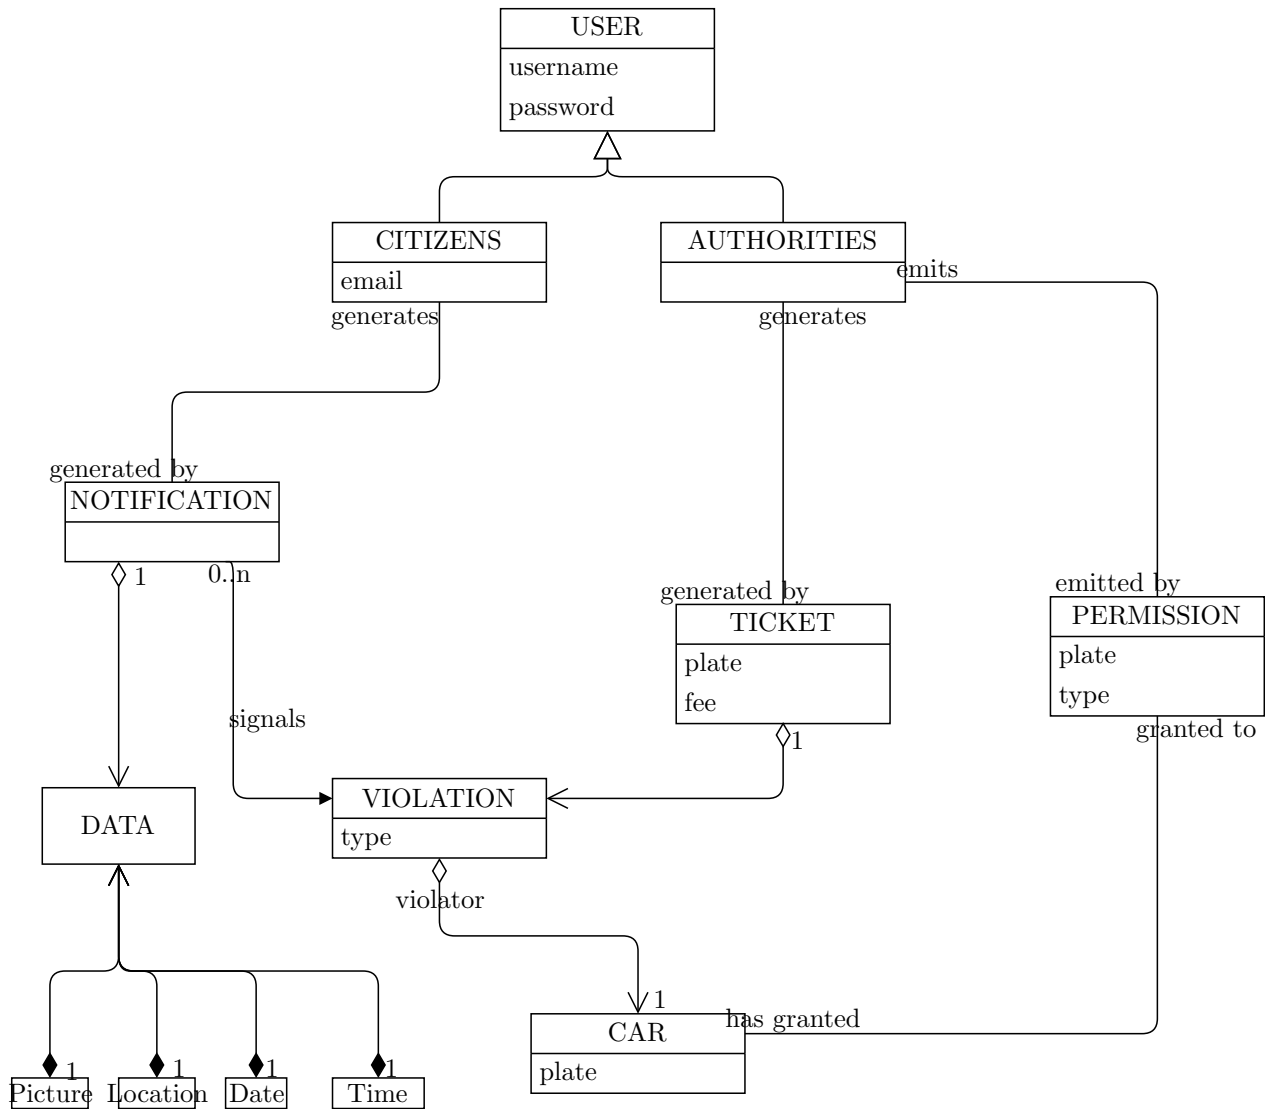 USER
username
password
CITIZENS
email
AUTHORITIES
emits
generates
generates
generated by
NOTIFICATION
1
0..n
generated by
TICKET
plate
fee
emitted by
PERMISSION
plate
type
signals
1
granted to
DATA
VIOLATION
type
violator
1
has granted
CAR
plate
1
1
1
1
Picture
Location
Date
Time